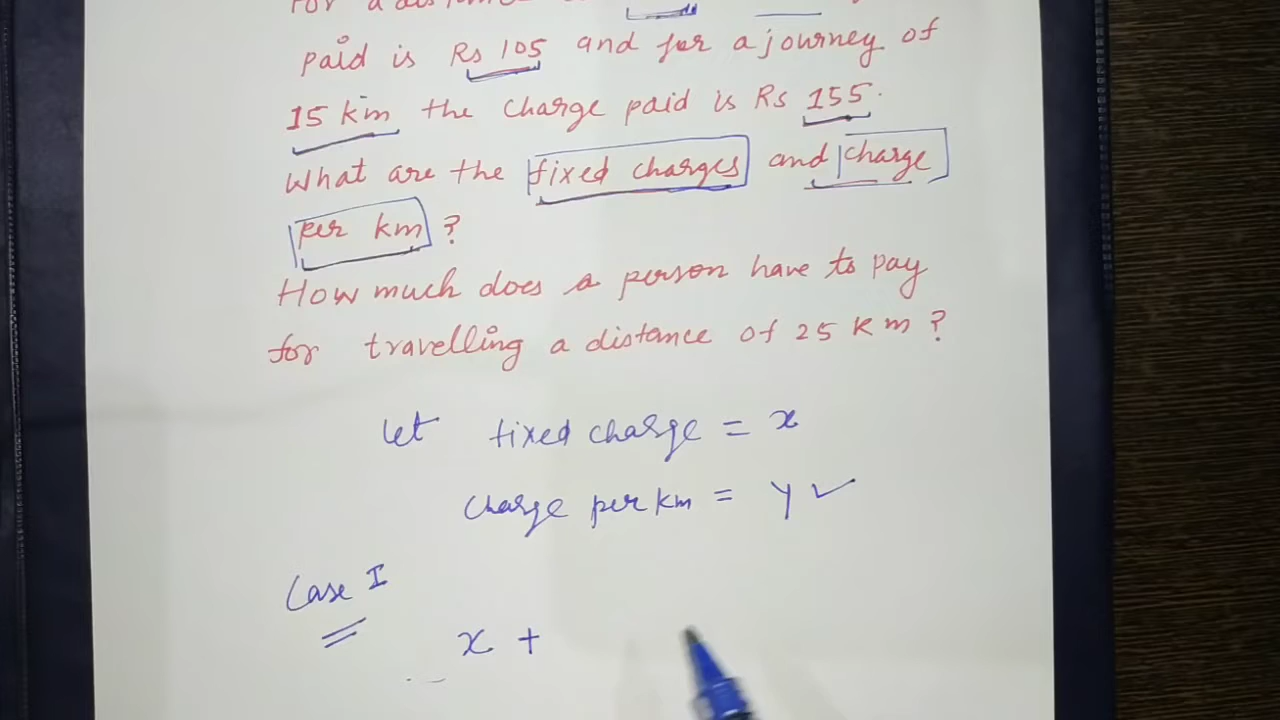 for a distance
paid is Rs 105 and for a journey of
15 km the charge paid is Rs 155.
What are the fixed charges and charge
per km ?
How much does a person have to pay
for travelling a distance of 25 km ?
let fixed charge = x
charge per km = y ✓
Case I
x +